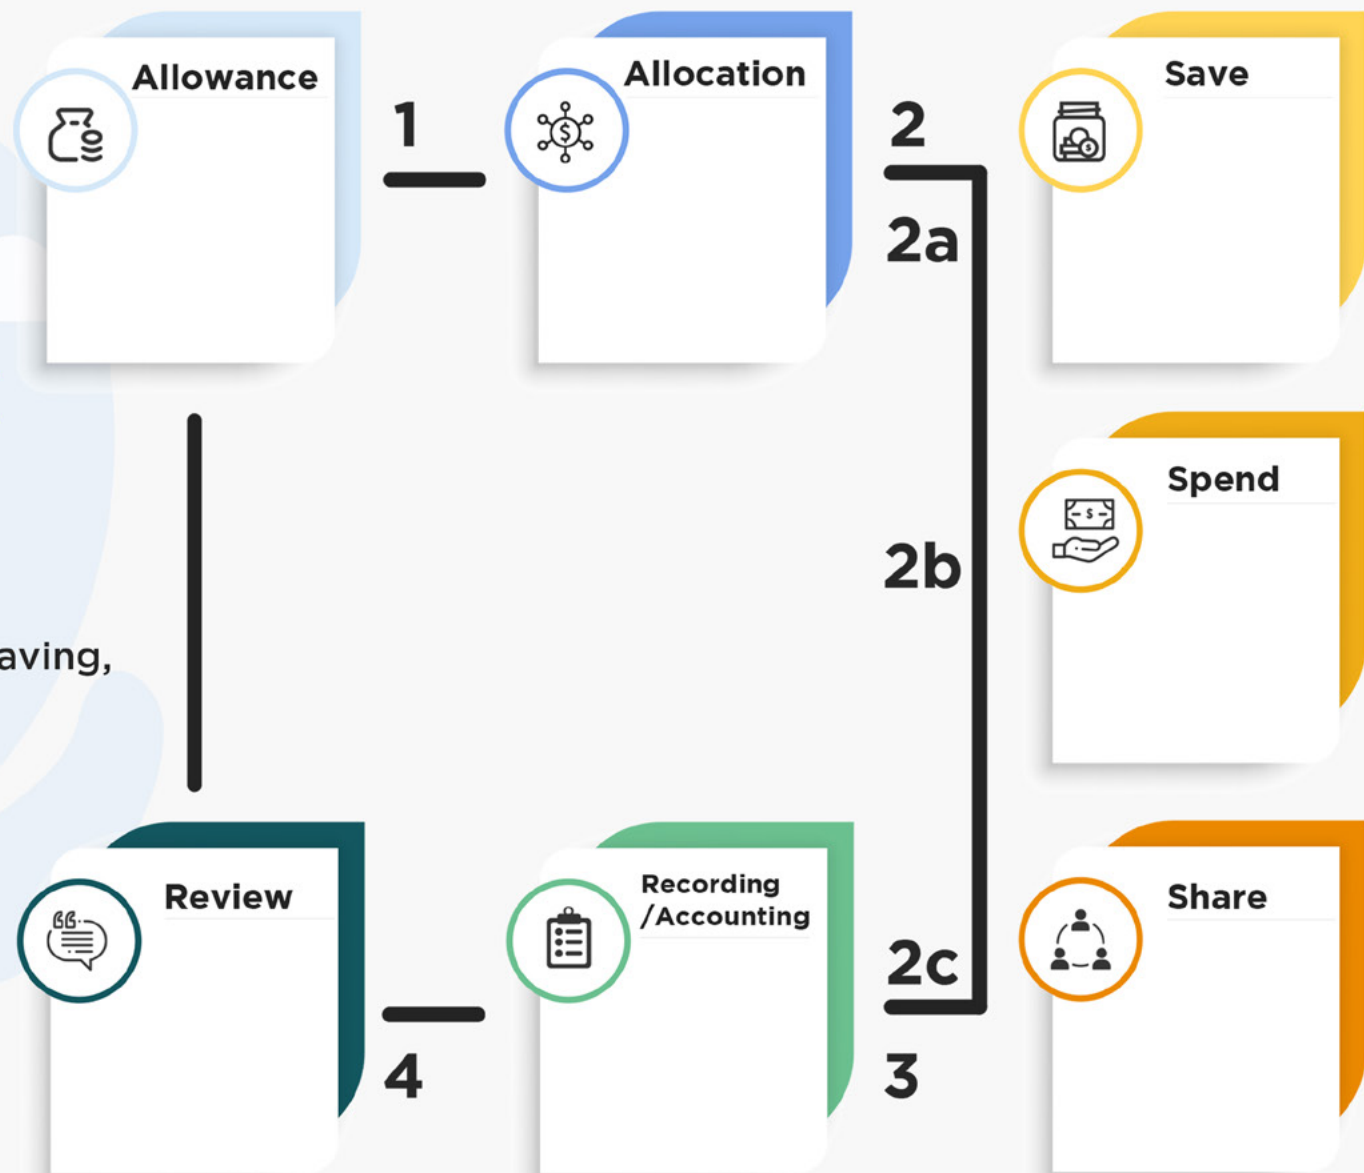 Allowance
1
Allocation
2
Save
2a
Spend
2b
aving,
Review
Recording
/Accounting
2c
Share
4
3